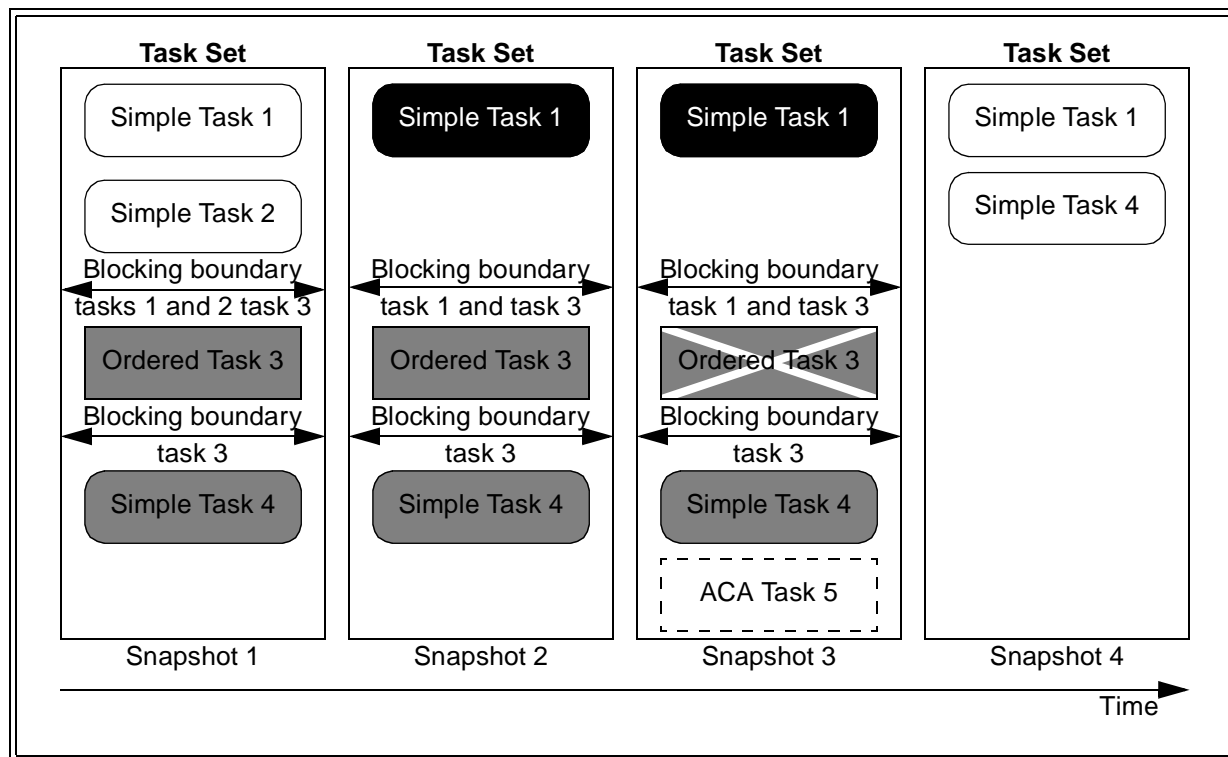 Task Set
Simple Task 1
Simple Task 2
Blocking boundary
tasks 1 and 2 task 3
Ordered Task 3
Blocking boundary
task 3
Simple Task 4
Snapshot 1
Task Set
Simple Task 1
Blocking boundary
task 1 and task 3
Ordered Task 3
Blocking boundary
task 3
Simple Task 4
Snapshot 2
Task Set
Simple Task 1
Blocking boundary
task 1 and task 3
Ordered Task 3
Blocking boundary
task 3
Simple Task 4
ACA Task 5
Snapshot 3
Task Set
Simple Task 1
Simple Task 4
Snapshot 4
Time